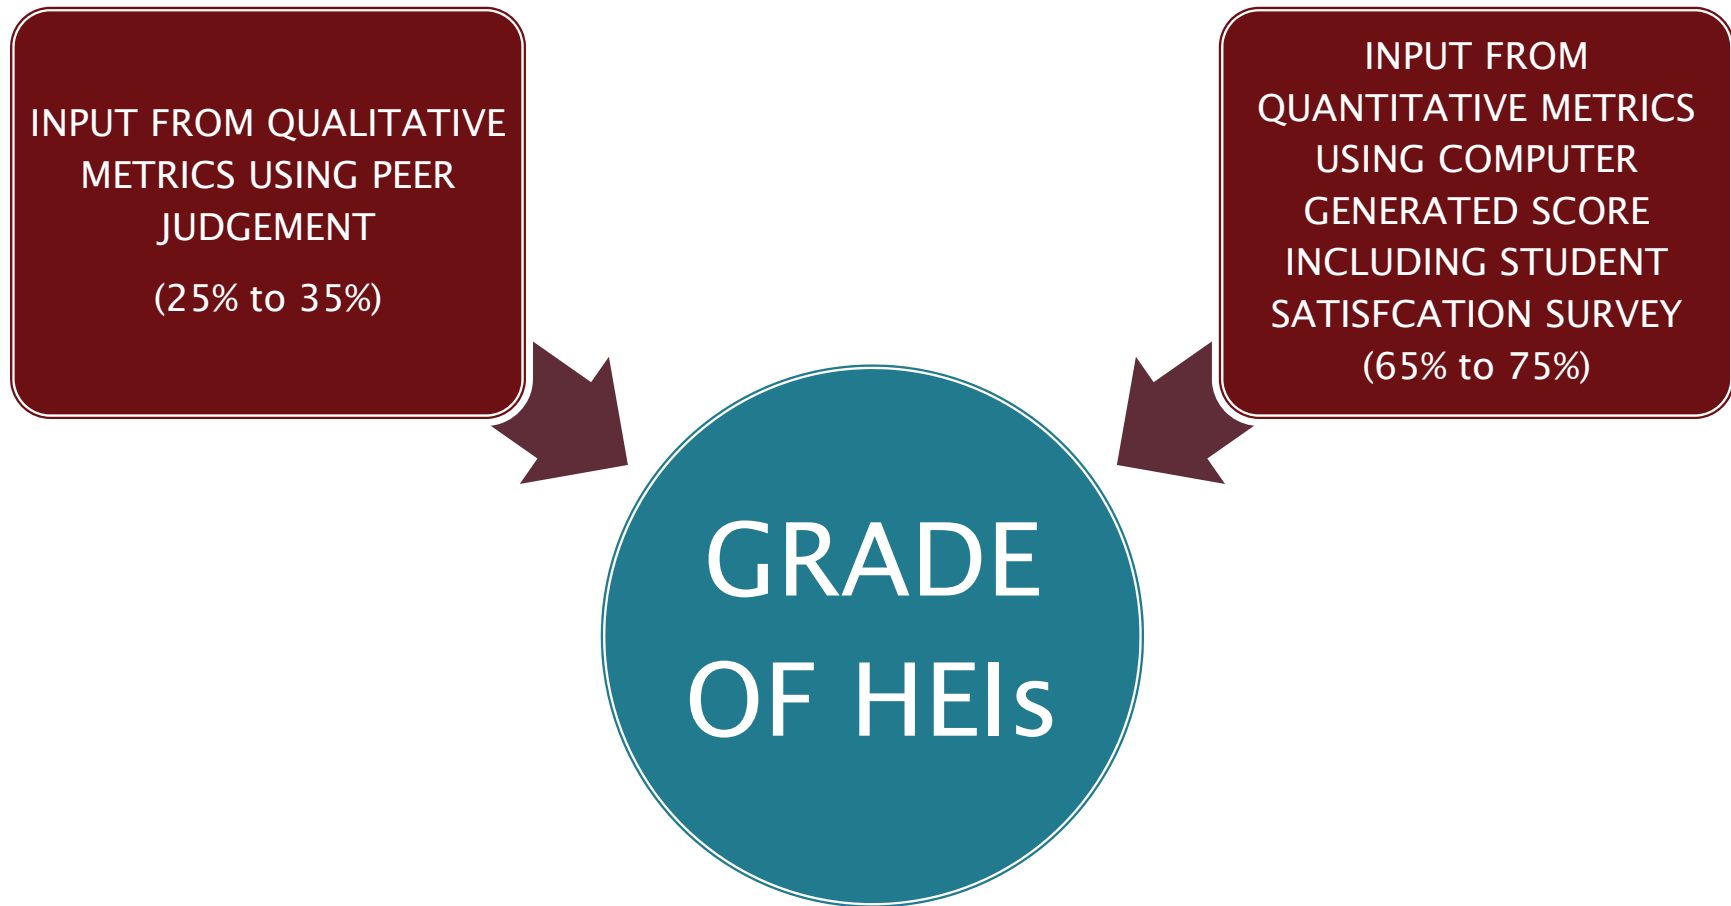 INPUT FROM QUALITATIVE
METRICS USING PEER
JUDGEMENT
(25% to 35%)
INPUT FROM
QUANTITATIVE METRICS
USING COMPUTER
GENERATED SCORE
INCLUDING STUDENT
SATISFCATION SURVEY
(65% to 75%)
GRADE
OF HEIs